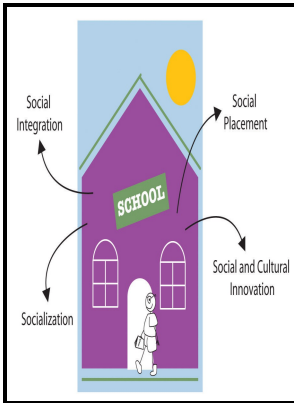 Social
Integration
Social
Placement
SCHOOL
Socialization
Social and Cultural
Innovation